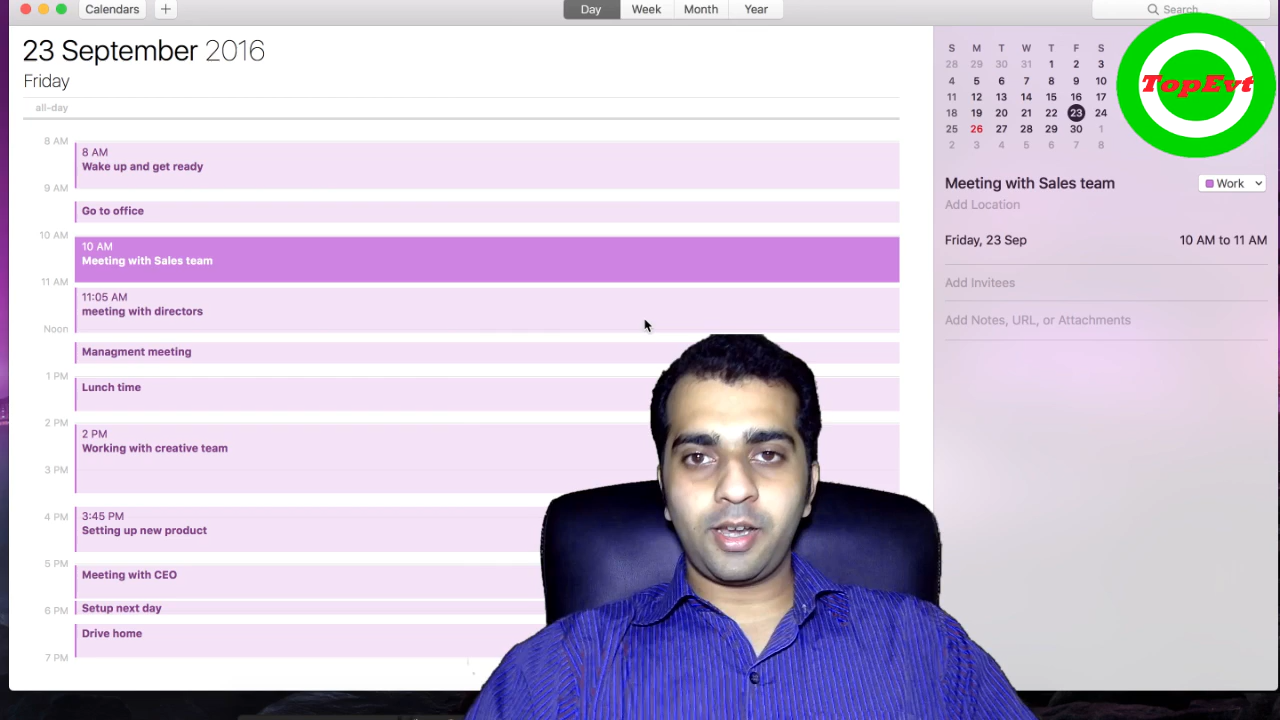 Calendars
+
Day
Week
Month
Year
Search
23 September 2016
Friday
all-day
8 AM
8 AM
Wake up and get ready
9 AM
Go to office
10 AM
10 AM
Meeting with Sales team
11 AM
11:05 AM
meeting with directors
Noon
Managment meeting
1 PM
Lunch time
2 PM
2 PM
Working with creative team
3 PM
4 PM
3:45 PM
Setting up new product
5 PM
Meeting with CEO
Setup next day
6 PM
Drive home
7 PM
S M T W T F S
28 29 30 31 1 2 3
4 5 6 7 8 9 10
11 12 13 14 15 16 17
18 19 20 21 22 23 24
25 26 27 28 29 30 1
2 3 4 5 6 7 8
TopEvt
Meeting with Sales team
Work
Add Location
Friday, 23 Sep
10 AM to 11 AM
Add Invitees
Add Notes, URL, or Attachments